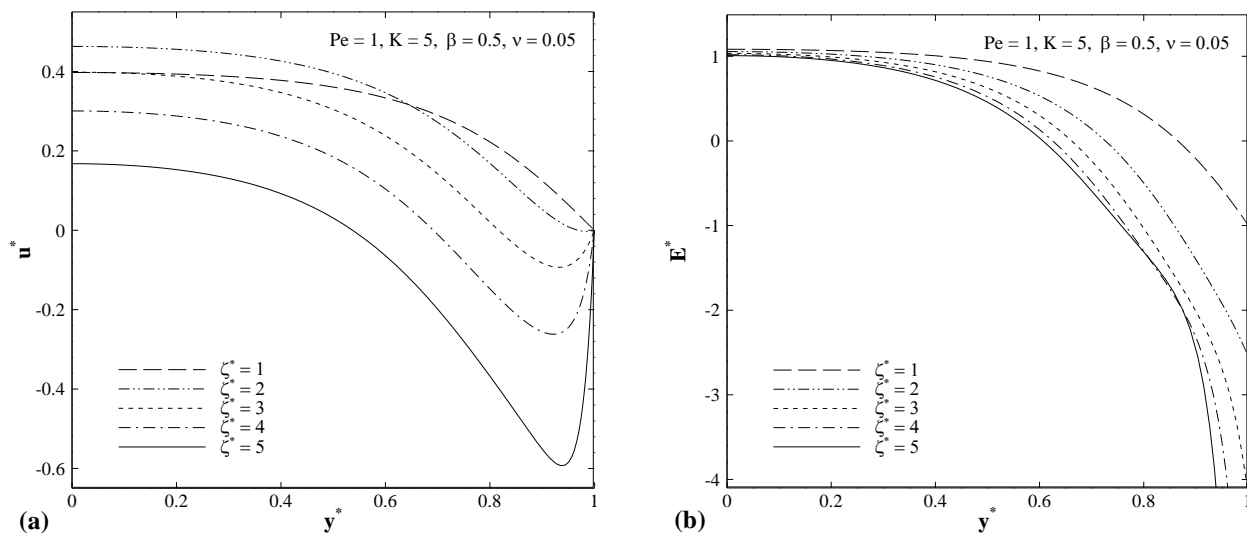 Pe = 1, K = 5, β = 0.5, ν = 0.05
0.4
0.2
0
-0.2
-0.4
-0.6
u*
ζ* = 1
ζ* = 2
ζ* = 3
ζ* = 4
ζ* = 5
0 0.2 0.4 0.6 0.8 1
y*
(a)
Pe = 1, K = 5, β = 0.5, ν = 0.05
1
0
-1
-2
-3
-4
E*
ζ* = 1
ζ* = 2
ζ* = 3
ζ* = 4
ζ* = 5
0 0.2 0.4 0.6 0.8 1
y*
(b)